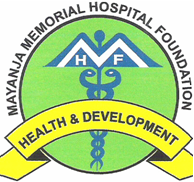 MAYANJA MEMORIAL HOSPITAL FOUNDATION
H F
HEALTH & DEVELOPMENT